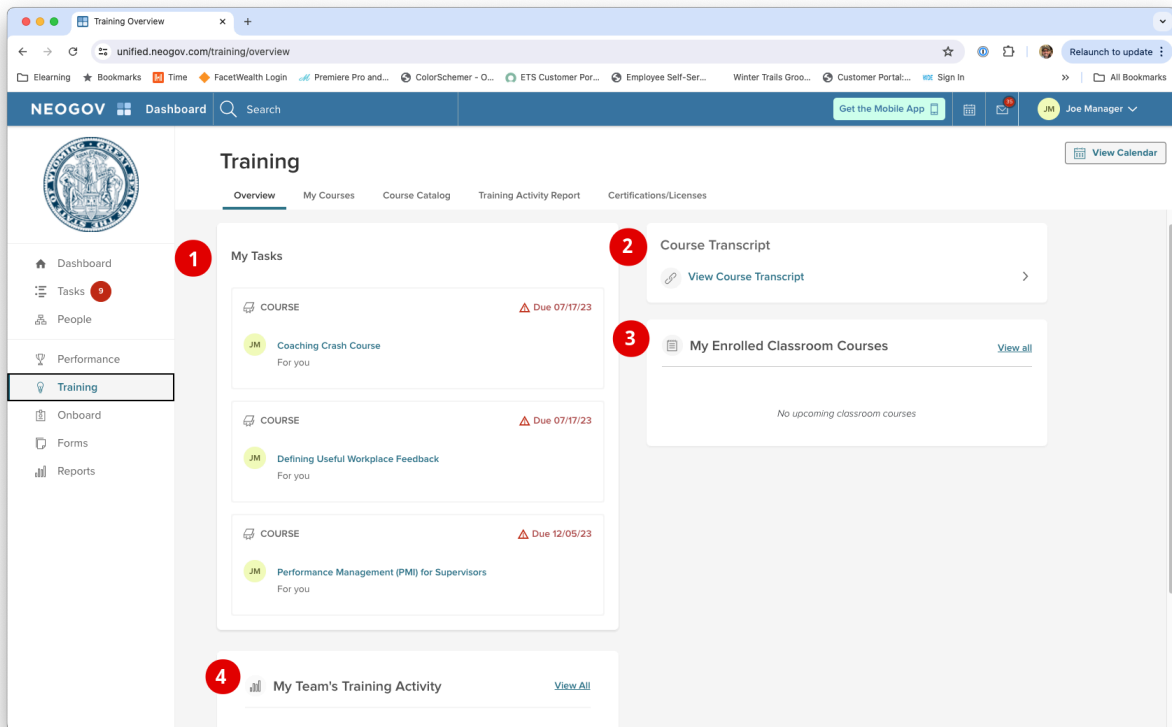 Training Overview
unified.neogov.com/training/overview
Relaunch to update
Elearning Bookmarks Time FacetWealth Login Premiere Pro and... ColorSchemer - O... ETS Customer Por... Employee Self-Ser... Winter Trails Groo... Customer Portal:... Sign In » All Bookmarks
NEOGOV Dashboard Search Get the Mobile App JM Joe Manager
View Calendar
Training
Overview My Courses Course Catalog Training Activity Report Certifications/Licenses
Dashboard
Tasks 9
People
Performance
Training
Onboard
Forms
Reports
1
My Tasks
COURSE Due 07/17/23
JM Coaching Crash Course
For you
COURSE Due 07/17/23
JM Defining Useful Workplace Feedback
For you
COURSE Due 12/05/23
JM Performance Management (PMI) for Supervisors
For you
2
Course Transcript
View Course Transcript
3
My Enrolled Classroom Courses View all
No upcoming classroom courses
4
My Team's Training Activity View All